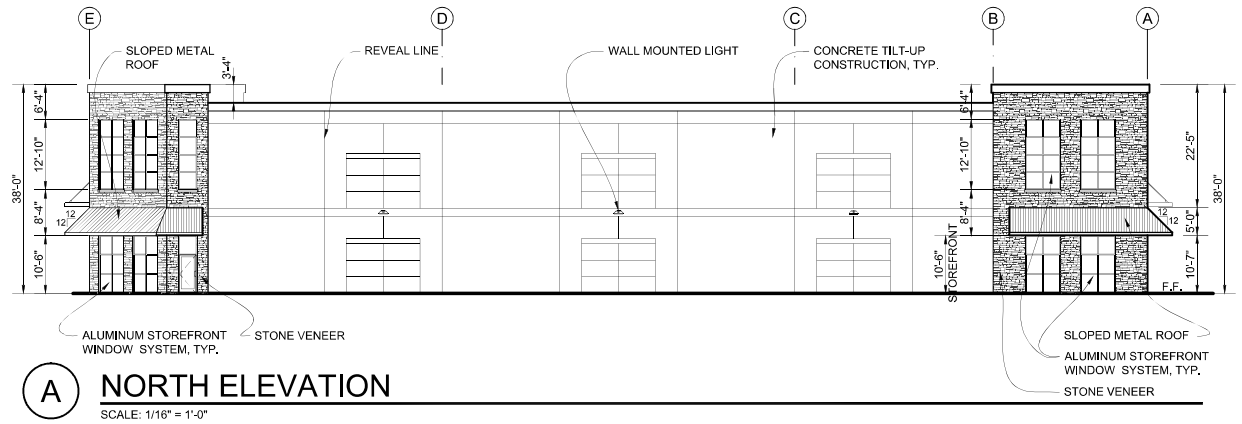 E
D
C
B
A
SLOPED METAL
ROOF
3'-4"
REVEAL LINE
WALL MOUNTED LIGHT
CONCRETE TILT-UP
CONSTRUCTION, TYP.
38'-0"
6'-4"
12'-10"
8'-4"
10'-6"
12
12
10'-6"
STOREFRONT
6'-4"
12'-10"
8'-4"
12
12
22'-5"
5'-0"
10'-7"
38'-0"
F.F.
ALUMINUM STOREFRONT
WINDOW SYSTEM, TYP.
STONE VENEER
SLOPED METAL ROOF
ALUMINUM STOREFRONT
WINDOW SYSTEM, TYP.
STONE VENEER
A
NORTH ELEVATION
SCALE: 1/16" = 1'-0"